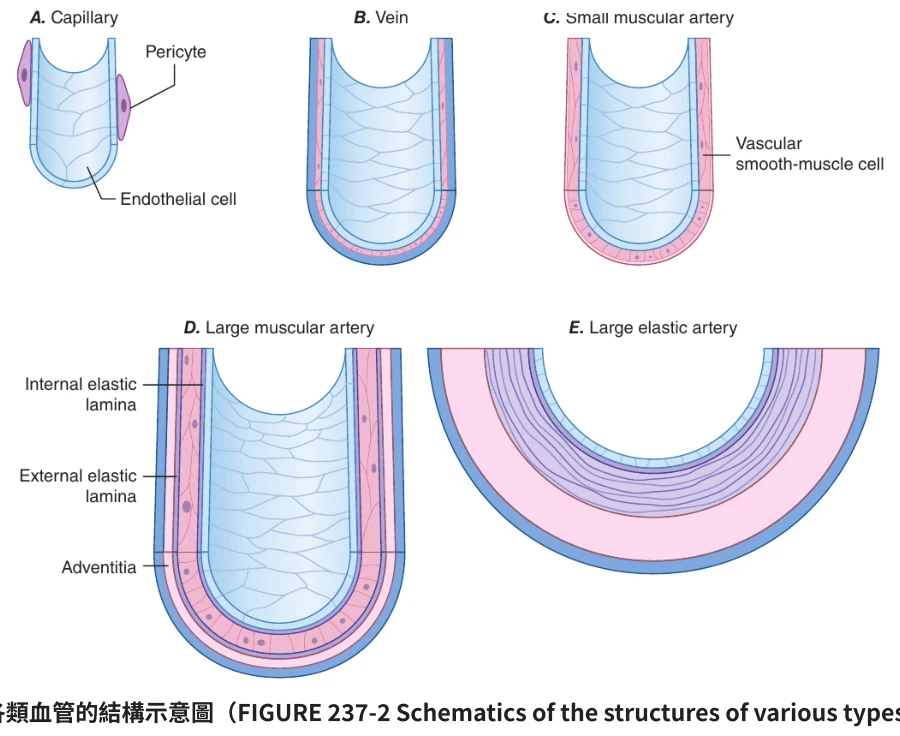 A. Capillary
B. Vein
C. Small muscular artery
Pericyte
Endothelial cell
Vascular
smooth-muscle cell
D. Large muscular artery
E. Large elastic artery
Internal elastic
lamina
External elastic
lamina
Adventitia
各類血管的結構示意圖（FIGURE 237-2 Schematics of the structures of various types